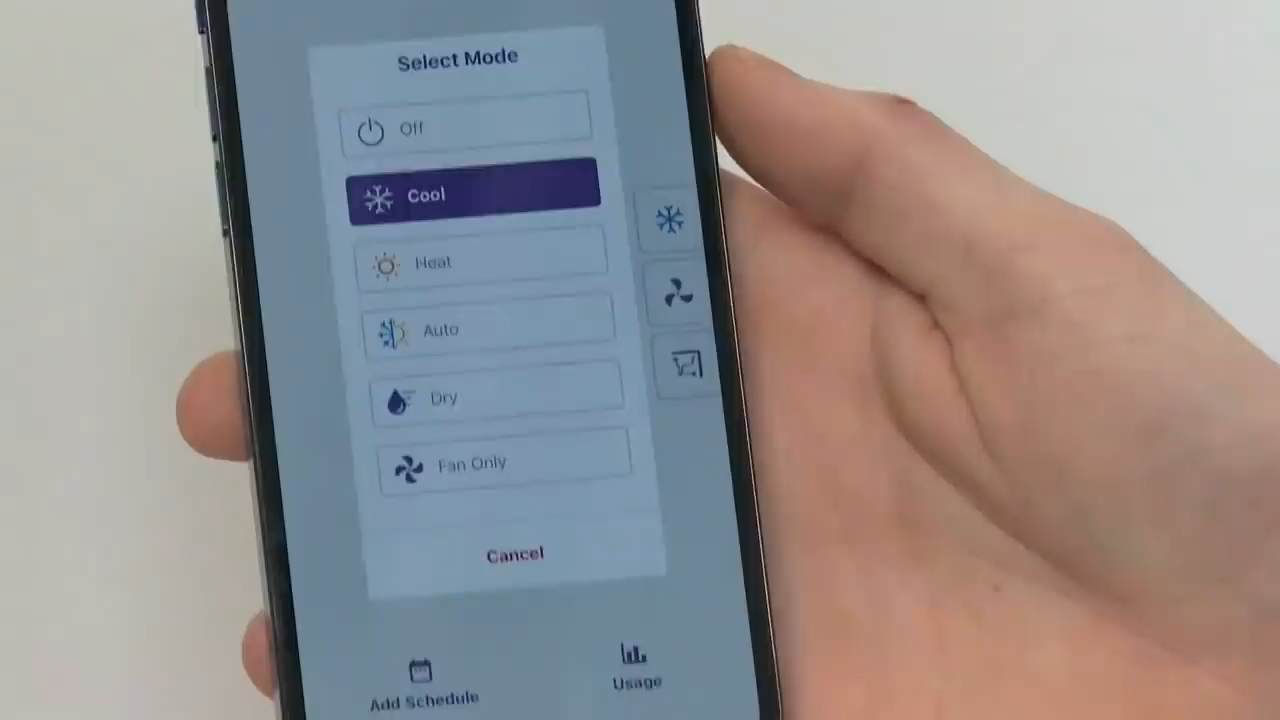 Select Mode
Off
Cool
Heat
Auto
Dry
Fan Only
Cancel
Add Schedule
Usage